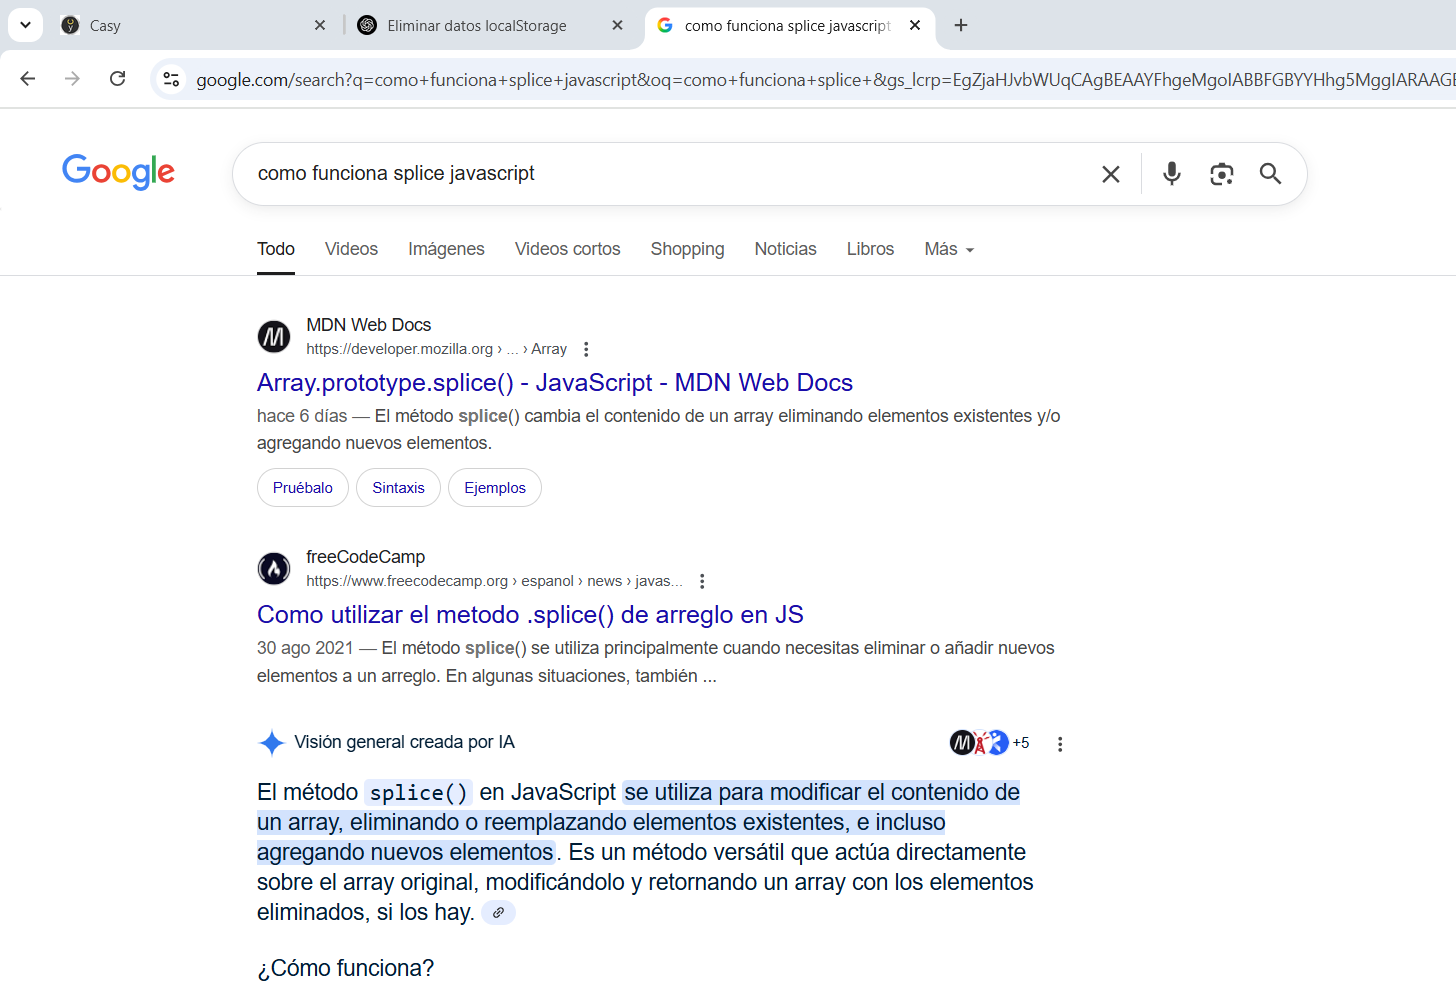 Casy
Eliminar datos localStorage
como funciona splice javascript
google.com/search?q=como+funciona+splice+javascript&oq=como+funciona+splice+&gs_lcrp=EgZjaHJvbWUqCAgBEAAYFhgeMgoIABBFGBYYHhg5MggIARAAGB
Google
como funciona splice javascript
Todo Videos Imágenes Videos cortos Shopping Noticias Libros Más
MDN Web Docs
https://developer.mozilla.org › ... › Array
Array.prototype.splice() - JavaScript - MDN Web Docs
hace 6 días — El método splice() cambia el contenido de un array eliminando elementos existentes y/o
agregando nuevos elementos.
Pruébalo Sintaxis Ejemplos
freeCodeCamp
https://www.freecodecamp.org › espanol › news › javas...
Como utilizar el metodo .splice() de arreglo en JS
30 ago 2021 — El método splice() se utiliza principalmente cuando necesitas eliminar o añadir nuevos
elementos a un arreglo. En algunas situaciones, también ...
Visión general creada por IA
+5
El método splice() en JavaScript se utiliza para modificar el contenido de
un array, eliminando o reemplazando elementos existentes, e incluso
agregando nuevos elementos. Es un método versátil que actúa directamente
sobre el array original, modificándolo y retornando un array con los elementos
eliminados, si los hay.
¿Cómo funciona?